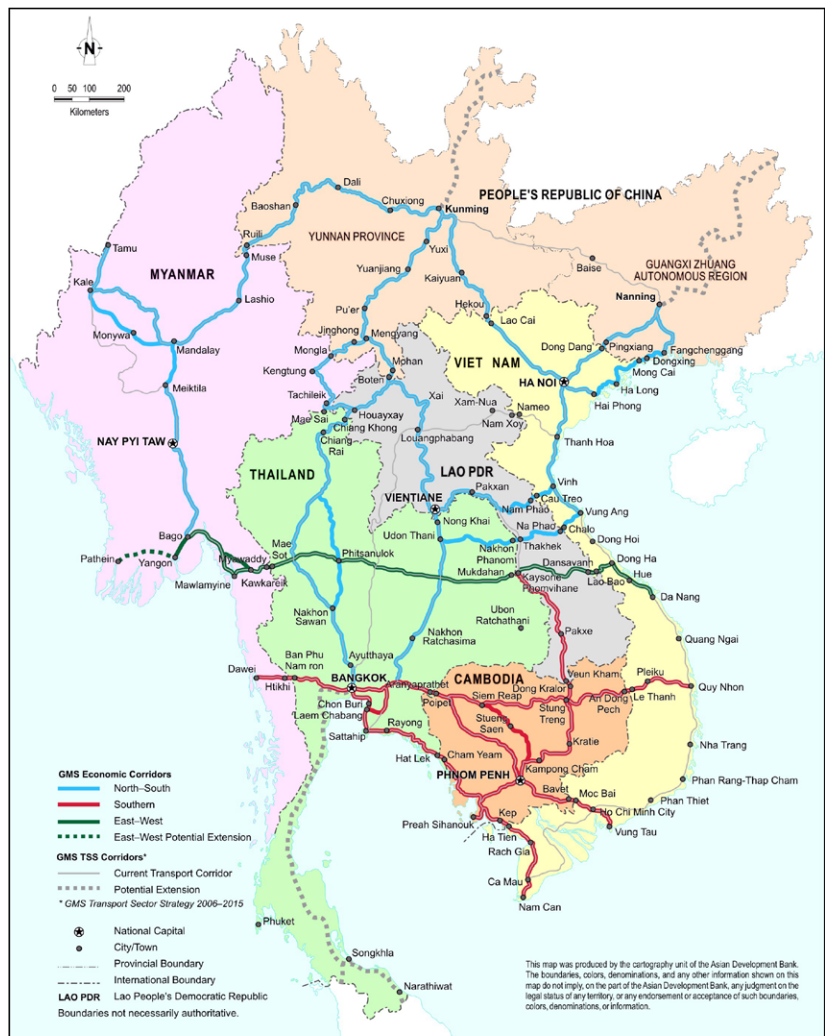 N
0 50 100 200
Kilometers
Dali
Baoshan
Chuxiong
Kunming
PEOPLE'S REPUBLIC OF CHINA
YUNNAN PROVINCE
Ruili
Muse
Yuxi
Tamu
MYANMAR
Yuanjiang
Kaiyuan
Baise
GUANGXI ZHUANG
AUTONOMOUS REGION
Kale
Lashio
Pu'er
Hekou
Lao Cai
Nanning
Monywa
Mandalay
Jinghong
Mengyang
Dong Dang
Pingxiang
Fangchenggang
Dongxing
Mong Cai
Mongla
Mohan
VIET NAM
HA NOI
Ha Long
Hai Phong
Kengtung
Boten
Meiktila
Tachileik
Xai
Xam-Nua
Nameo
Nam Xoy
Mae Sai
Houayxay
Chiang Khong
Chiang
Rai
Louangphabang
Thanh Hoa
NAY PYI TAW
THAILAND
LAO PDR
VIENTIANE
Pakxan
Vinh
Cau Treo
Nam Phao
Vung Ang
Nong Khai
Na Phao
Chalo
Bago
Udon Thani
Nakhon
Phanom
Thakhek
Dong Hoi
Pathein
Yangon
Myawaddy
Mae
Sot
Phitsanulok
Mukdahan
Dansavanh
Dong Ha
Mawlamyine
Kawkareik
Kaysone
Phomvihane
Lao Bao
Hue
Da Nang
Nakhon
Sawan
Ubon
Ratchathani
Nakhon
Ratchasima
Pakxe
Quang Ngai
Ban Phu
Nam ron
Ayutthaya
Dawei
Htikhi
BANGKOK
Aranyaprathet
CAMBODIA
Veun Kham
Dong Kralor
Pleiku
Poipet
Siem Reap
Stung
Treng
An Dong
Pech
Le Thanh
Quy Nhon
Chon Buri
Laem Chabang
Stueng
Saen
Rayong
Sattahip
Hat Lek
Cham Yeam
Kratie
Nha Trang
PHNOM PENH
Kampong Cham
Bavet
Moc Bai
Phan Rang-Thap Cham
Preah Sihanouk
Kep
Ho Chi Minh City
Phan Thiet
Ha Tien
Vung Tau
Rach Gia
Ca Mau
Nam Can
Phuket
Songkhla
Narathiwat
GMS Economic Corridors
North–South
Southern
East–West
East–West Potential Extension
GMS TSS Corridors*
Current Transport Corridor
Potential Extension
* GMS Transport Sector Strategy 2006–2015
National Capital
City/Town
Provincial Boundary
International Boundary
LAO PDR Lao People's Democratic Republic
Boundaries not necessarily authoritative.
This map was produced by the cartography unit of the Asian Development Bank.
The boundaries, colors, denominations, and any other information shown on this
map do not imply, on the part of the Asian Development Bank, any judgment on the
legal status of any territory, or any endorsement or acceptance of such boundaries,
colors, denominations, or information.